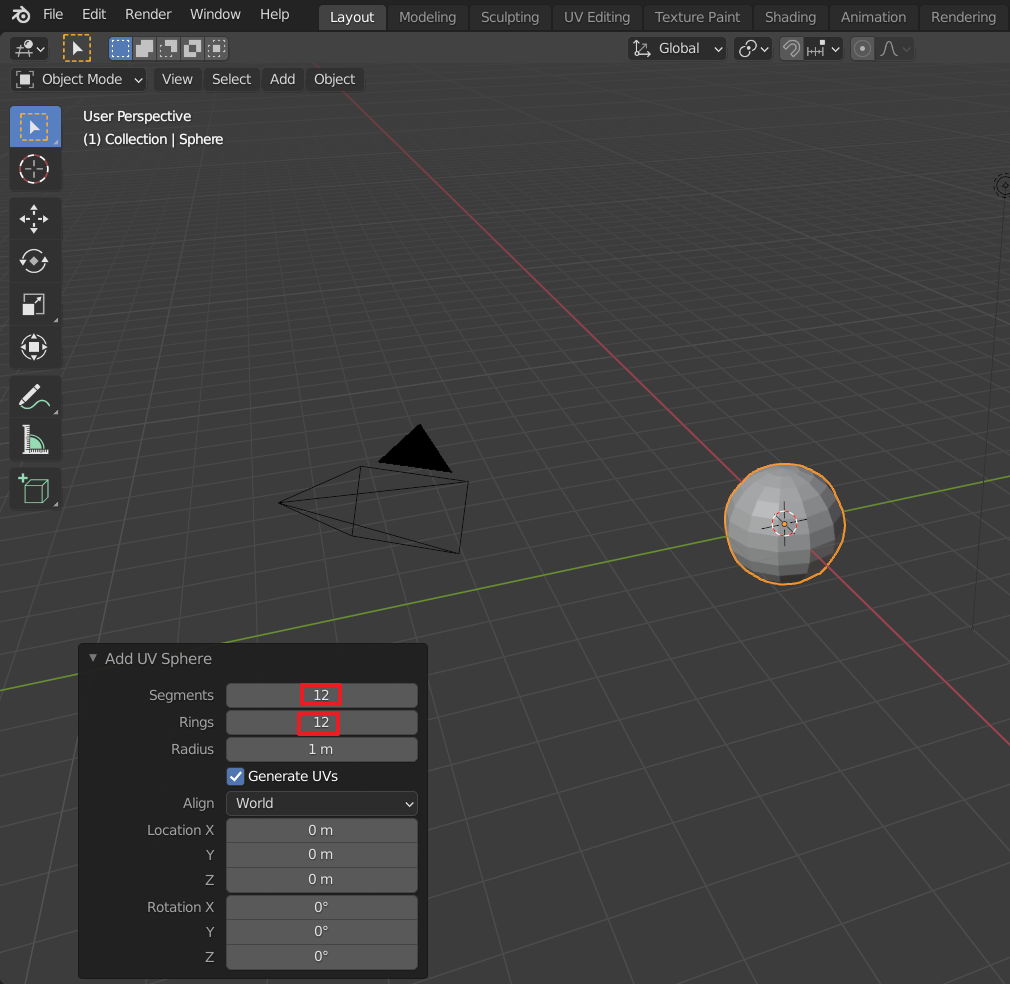 File Edit Render Window Help Layout Modeling Sculpting UV Editing Texture Paint Shading Animation Rendering
Global
Object Mode View Select Add Object
User Perspective
(1) Collection | Sphere
Add UV Sphere
Segments 12
Rings 12
Radius 1 m
Generate UVs
Align World
Location X 0 m
Y 0 m
Z 0 m
Rotation X 0°
Y 0°
Z 0°